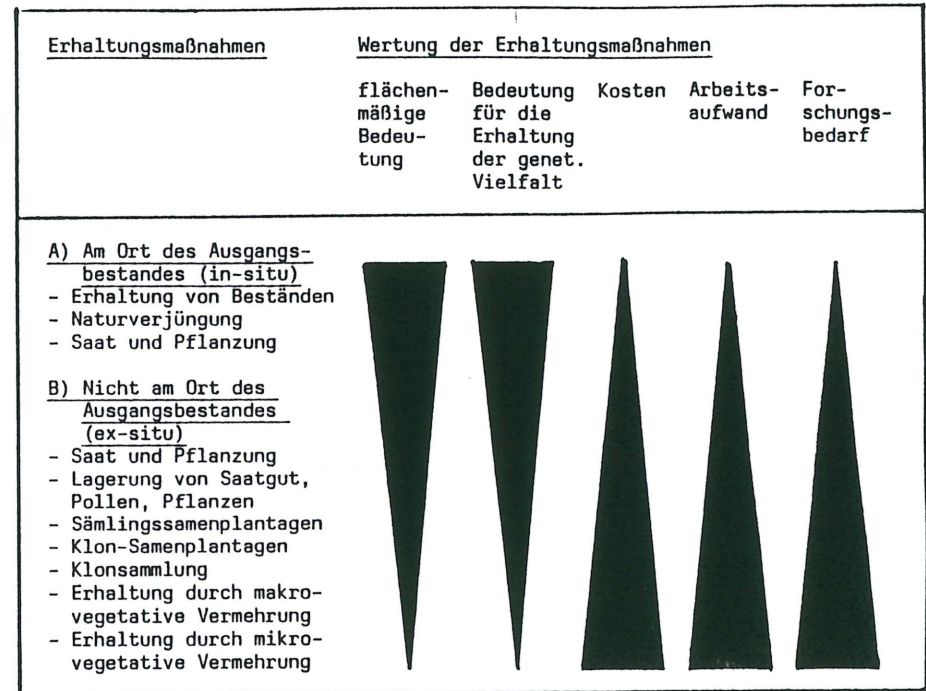 Erhaltungsmaßnahmen Wertung der Erhaltungsmaßnahmen
flächen- Bedeutung Kosten Arbeits- For-
mäßige für die aufwand schungs-
Bedeu- Erhaltung bedarf
tung der genet.
Vielfalt
A) Am Ort des Ausgangs-
bestandes (in-situ)
- Erhaltung von Beständen
- Naturverjüngung
- Saat und Pflanzung
B) Nicht am Ort des
Ausgangsbestandes
(ex-situ)
- Saat und Pflanzung
- Lagerung von Saatgut,
Pollen, Pflanzen
- Sämlingssamenplantagen
- Klon-Samenplantagen
- Klonsammlung
- Erhaltung durch makro-
vegetative Vermehrung
- Erhaltung durch mikro-
vegetative Vermehrung